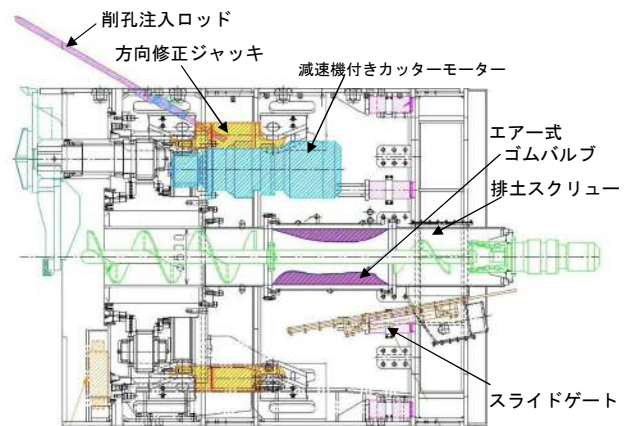 削孔注入ロッド
方向修正ジャッキ
減速機付きカッターモーター
エアー式
ゴムバルブ
排土スクリュー
スライドゲート